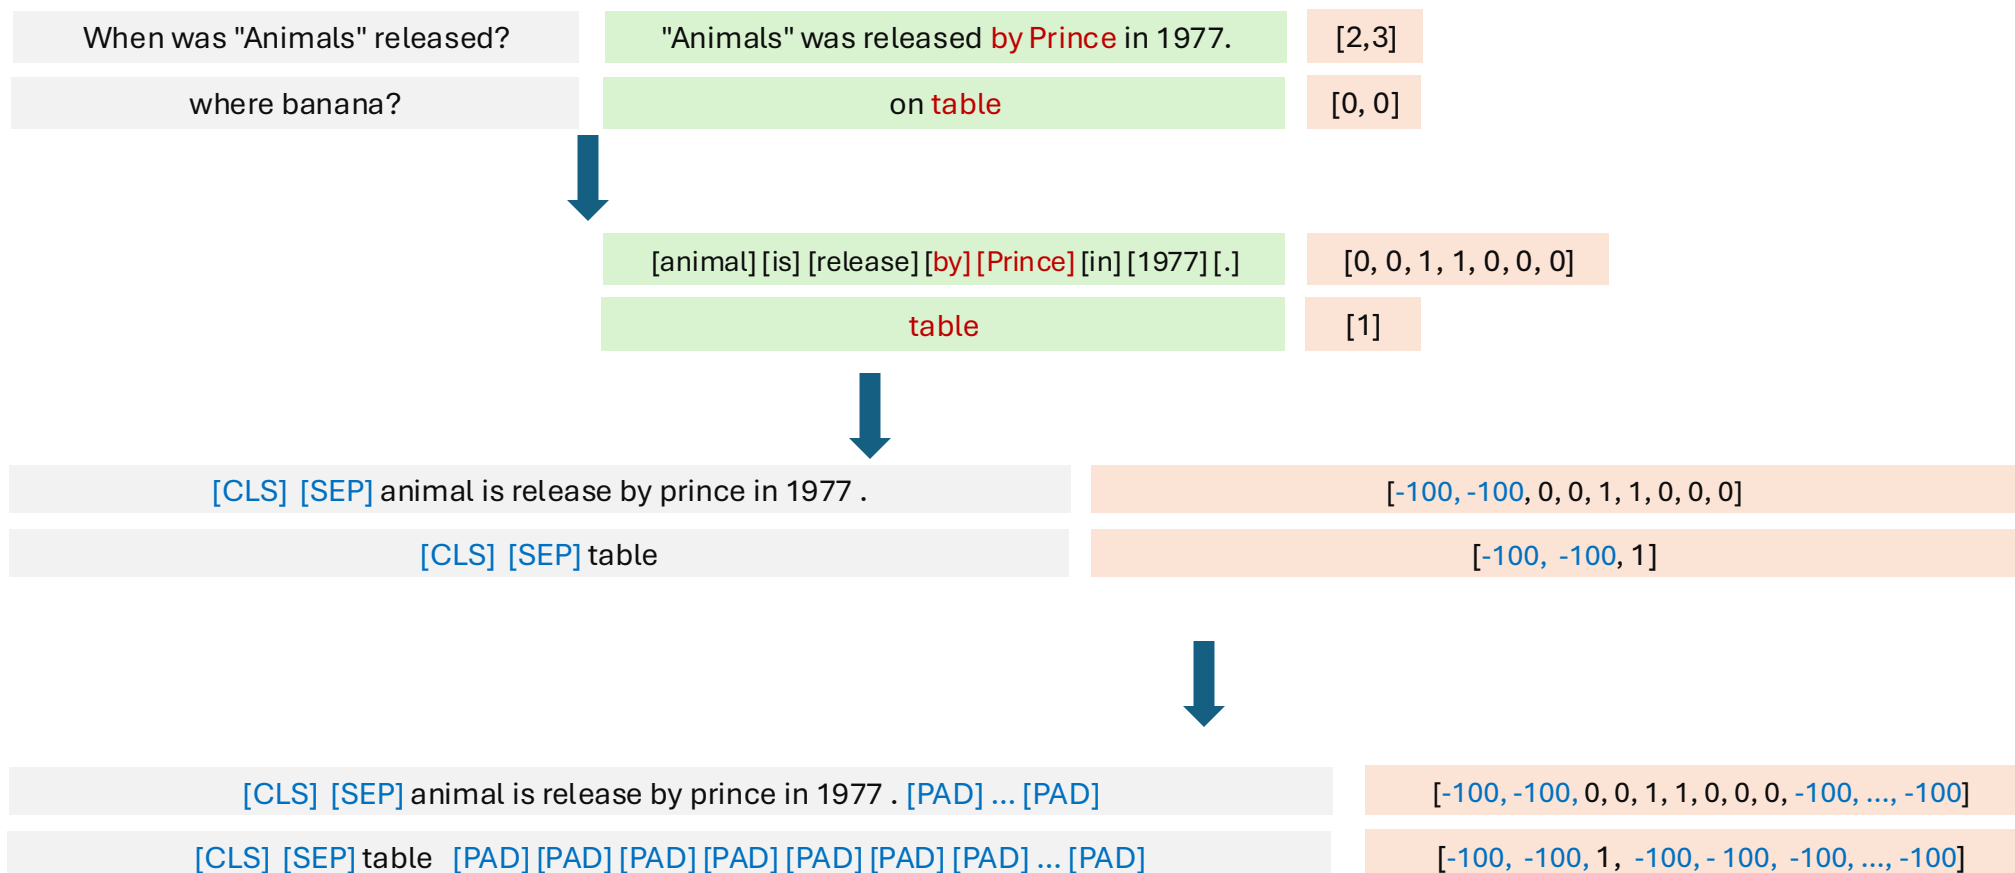 When was "Animals" released? "Animals" was released by Prince in 1977. [2,3]
where banana? on table [0, 0]
[animal] [is] [release] [by] [Prince] [in] [1977] [.] [0, 0, 1, 1, 0, 0, 0]
table [1]
[CLS] [SEP] animal is release by prince in 1977 . [-100, -100, 0, 0, 1, 1, 0, 0, 0]
[CLS] [SEP] table [-100, -100, 1]
[CLS] [SEP] animal is release by prince in 1977 . [PAD] ... [PAD] [-100, -100, 0, 0, 1, 1, 0, 0, 0, -100, ..., -100]
[CLS] [SEP] table [PAD] [PAD] [PAD] [PAD] [PAD] [PAD] [PAD] ... [PAD] [-100, -100, 1, -100, - 100, -100, ..., -100]